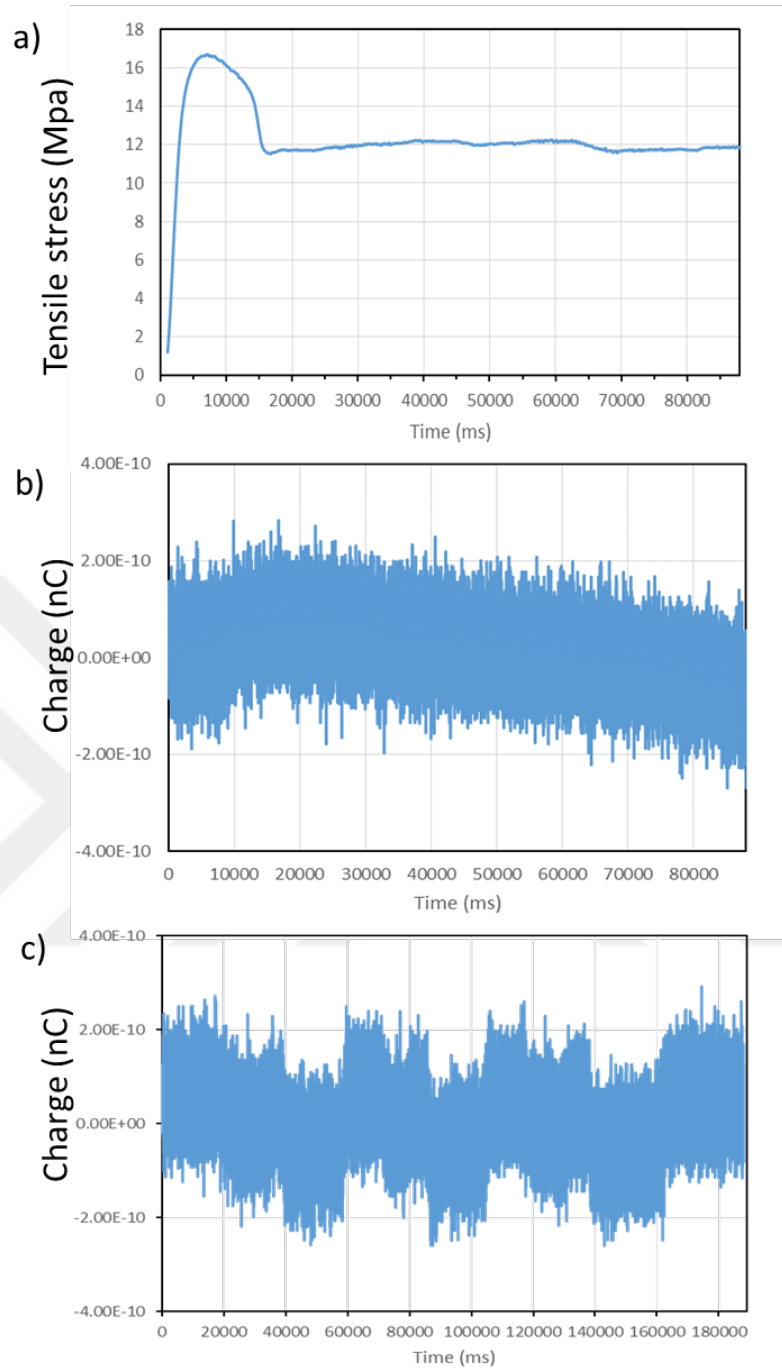 a)
Tensile stress (Mpa)
18
16
14
12
10
8
6
4
2
0
0 10000 20000 30000 40000 50000 60000 70000 80000
Time (ms)
b)
Charge (nC)
4.00E-10
2.00E-10
0.00E+00
-2.00E-10
-4.00E-10
0 10000 20000 30000 40000 50000 60000 70000 80000
Time (ms)
c)
Charge (nC)
4.00E-10
2.00E-10
0.00E+00
-2.00E-10
-4.00E-10
0 20000 40000 60000 80000 100000 120000 140000 160000 180000
Time (ms)